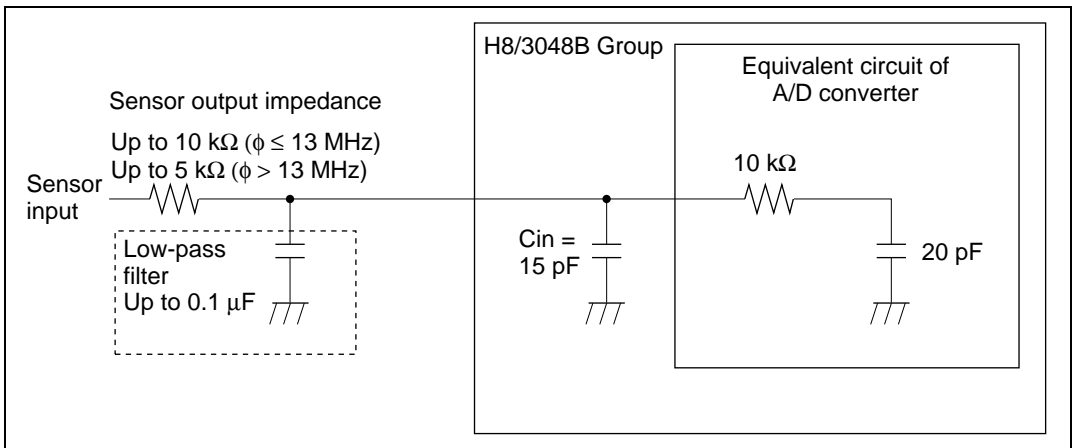 H8/3048B Group
Equivalent circuit of
A/D converter
Sensor output impedance
Up to 10 kΩ (ϕ ≤ 13 MHz)
Up to 5 kΩ (ϕ > 13 MHz)
10 kΩ
Sensor
input
Low-pass
filter
Up to 0.1 μF
Cin =
15 pF
20 pF